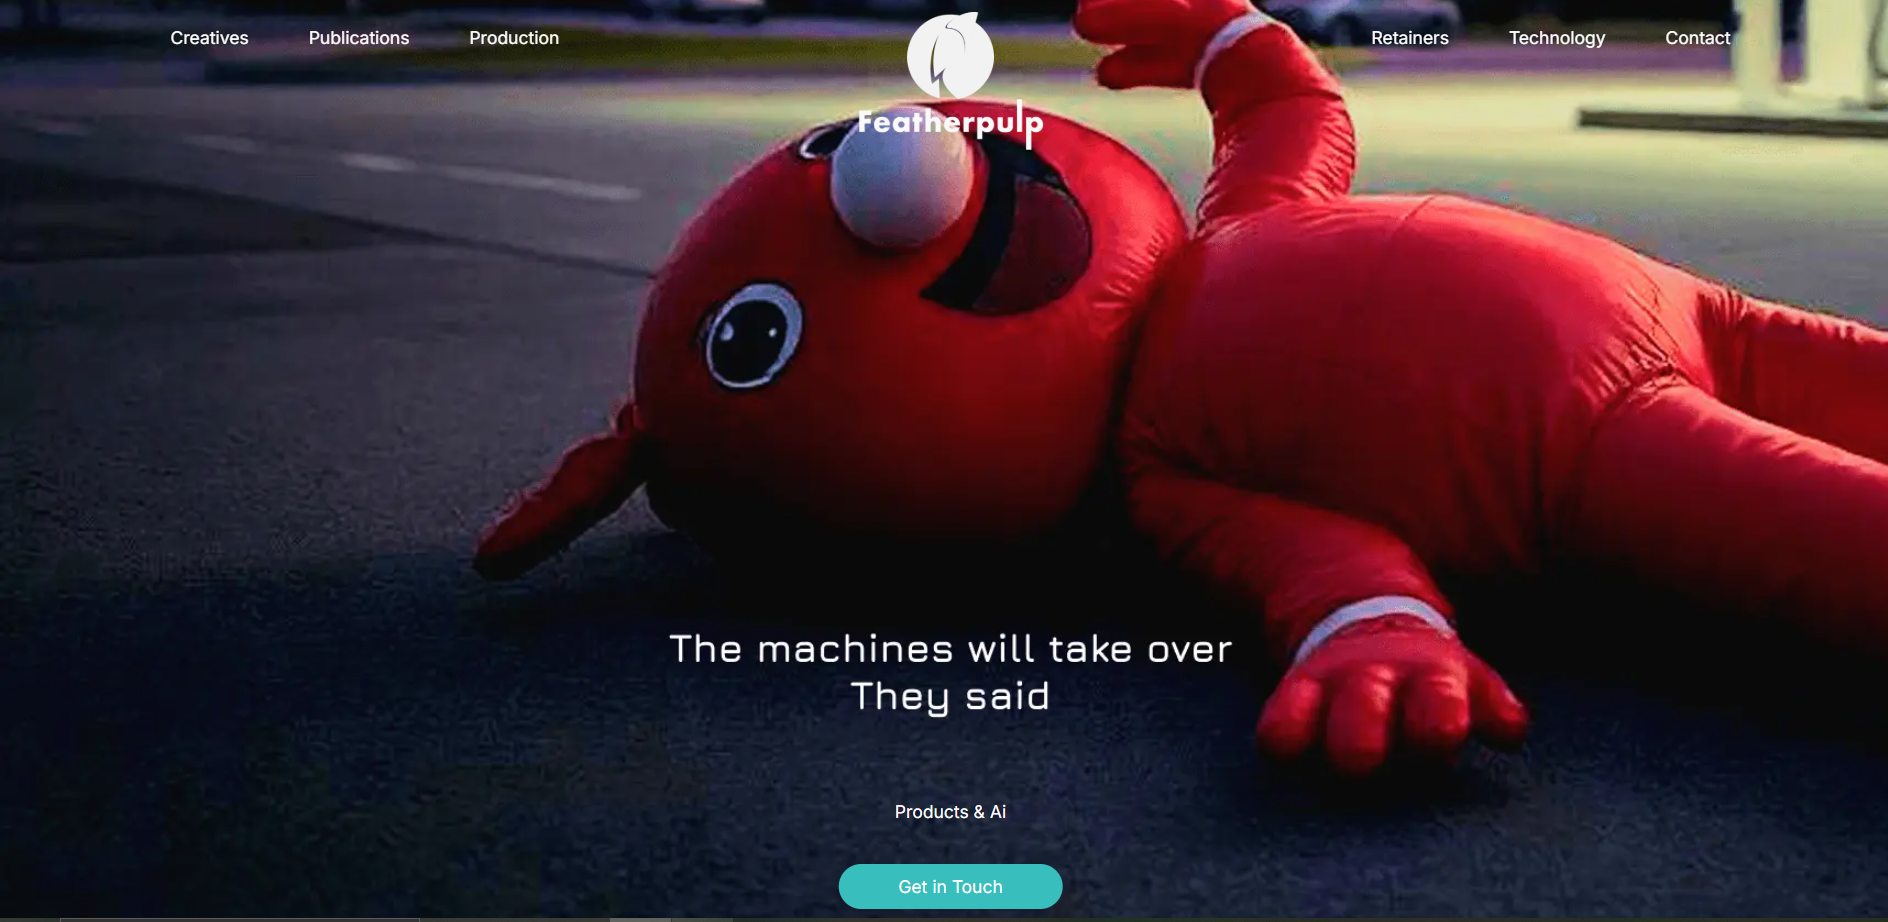 Creatives
Publications
Production
Featherpulp
Retainers
Technology
Contact
The machines will take over
They said
Products & Ai
Get in Touch